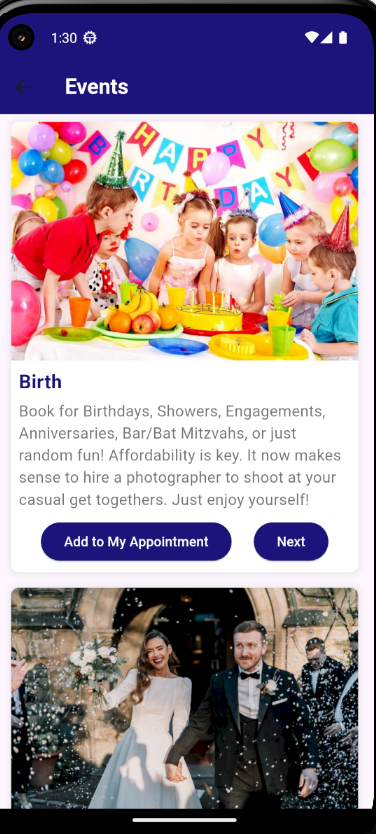 1:30
Events
HAPPY
BIRTHDAY!
Birth
Book for Birthdays, Showers, Engagements,
Anniversaries, Bar/Bat Mitzvahs, or just
random fun! Affordability is key. It now makes
sense to hire a photographer to shoot at your
casual get togethers. Just enjoy yourself!
Add to My Appointment
Next